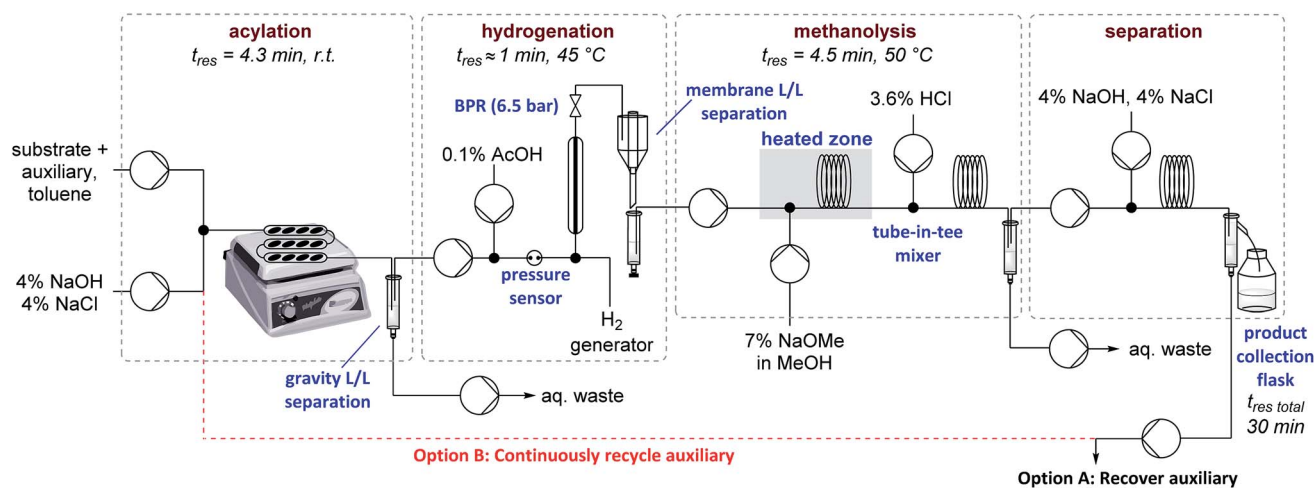 acylation
t_res = 4.3 min, r.t.
substrate +
auxiliary,
toluene
4% NaOH
4% NaCl
gravity L/L
separation
aq. waste
hydrogenation
t_res ≈ 1 min, 45 °C
BPR (6.5 bar)
0.1% AcOH
pressure
sensor
H2
generator
membrane L/L
separation
methanolysis
t_res = 4.5 min, 50 °C
heated zone
3.6% HCl
tube-in-tee
mixer
7% NaOMe
in MeOH
aq. waste
separation
4% NaOH, 4% NaCl
product
collection
flask
t_res total
30 min
Option B: Continuously recycle auxiliary
Option A: Recover auxiliary